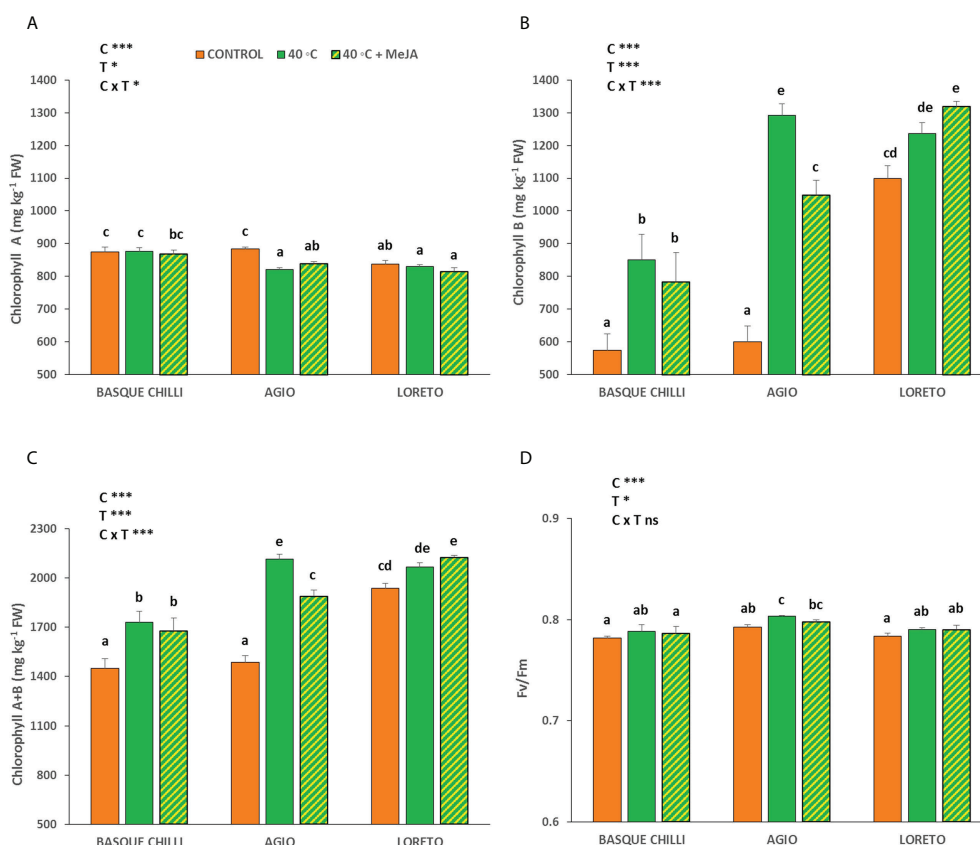 A
C ***
T *
C x T *
CONTROL 40 ºC 40 ºC + MeJA
Chlorophyll A (mg kg⁻¹ FW)
1400
1300
1200
1100
1000
900
800
700
600
500
c c bc
c a ab
ab a a
BASQUE CHILLI AGIO LORETO
B
C ***
T ***
C x T ***
Chlorophyll B (mg kg⁻¹ FW)
1400
1300
1200
1100
1000
900
800
700
600
500
a b b
a e c
cd de e
BASQUE CHILLI AGIO LORETO
C
C ***
T ***
C x T ***
Chlorophyll A+B (mg kg⁻¹ FW)
2300
2000
1700
1400
1100
800
500
a b b
a e c
cd de e
BASQUE CHILLI AGIO LORETO
D
C ***
T *
C x T ns
Fv/Fm
0.9
0.8
0.7
0.6
a ab a
ab c bc
a ab ab
BASQUE CHILLI AGIO LORETO